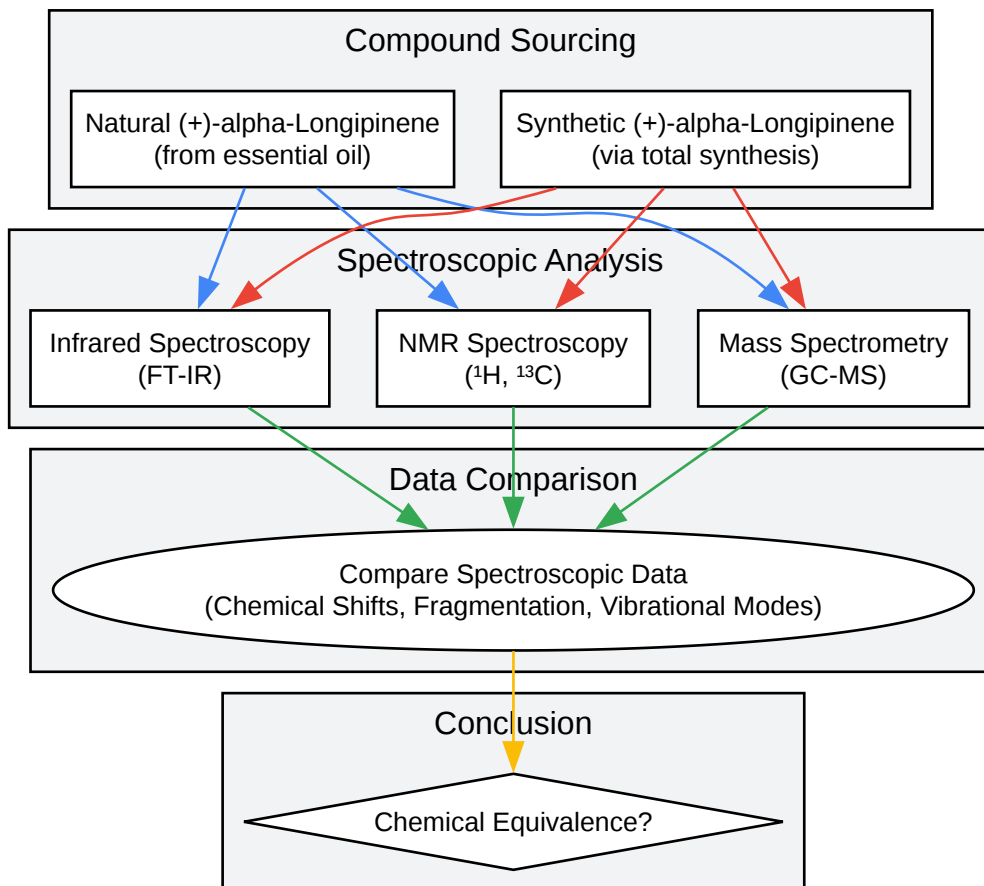 Compound Sourcing
Natural (+)-alpha-Longipinene
(from essential oil)
Synthetic (+)-alpha-Longipinene
(via total synthesis)
Spectroscopic Analysis
Infrared Spectroscopy
(FT-IR)
NMR Spectroscopy
(¹H, ¹³C)
Mass Spectrometry
(GC-MS)
Data Comparison
Compare Spectroscopic Data
(Chemical Shifts, Fragmentation, Vibrational Modes)
Conclusion
Chemical Equivalence?